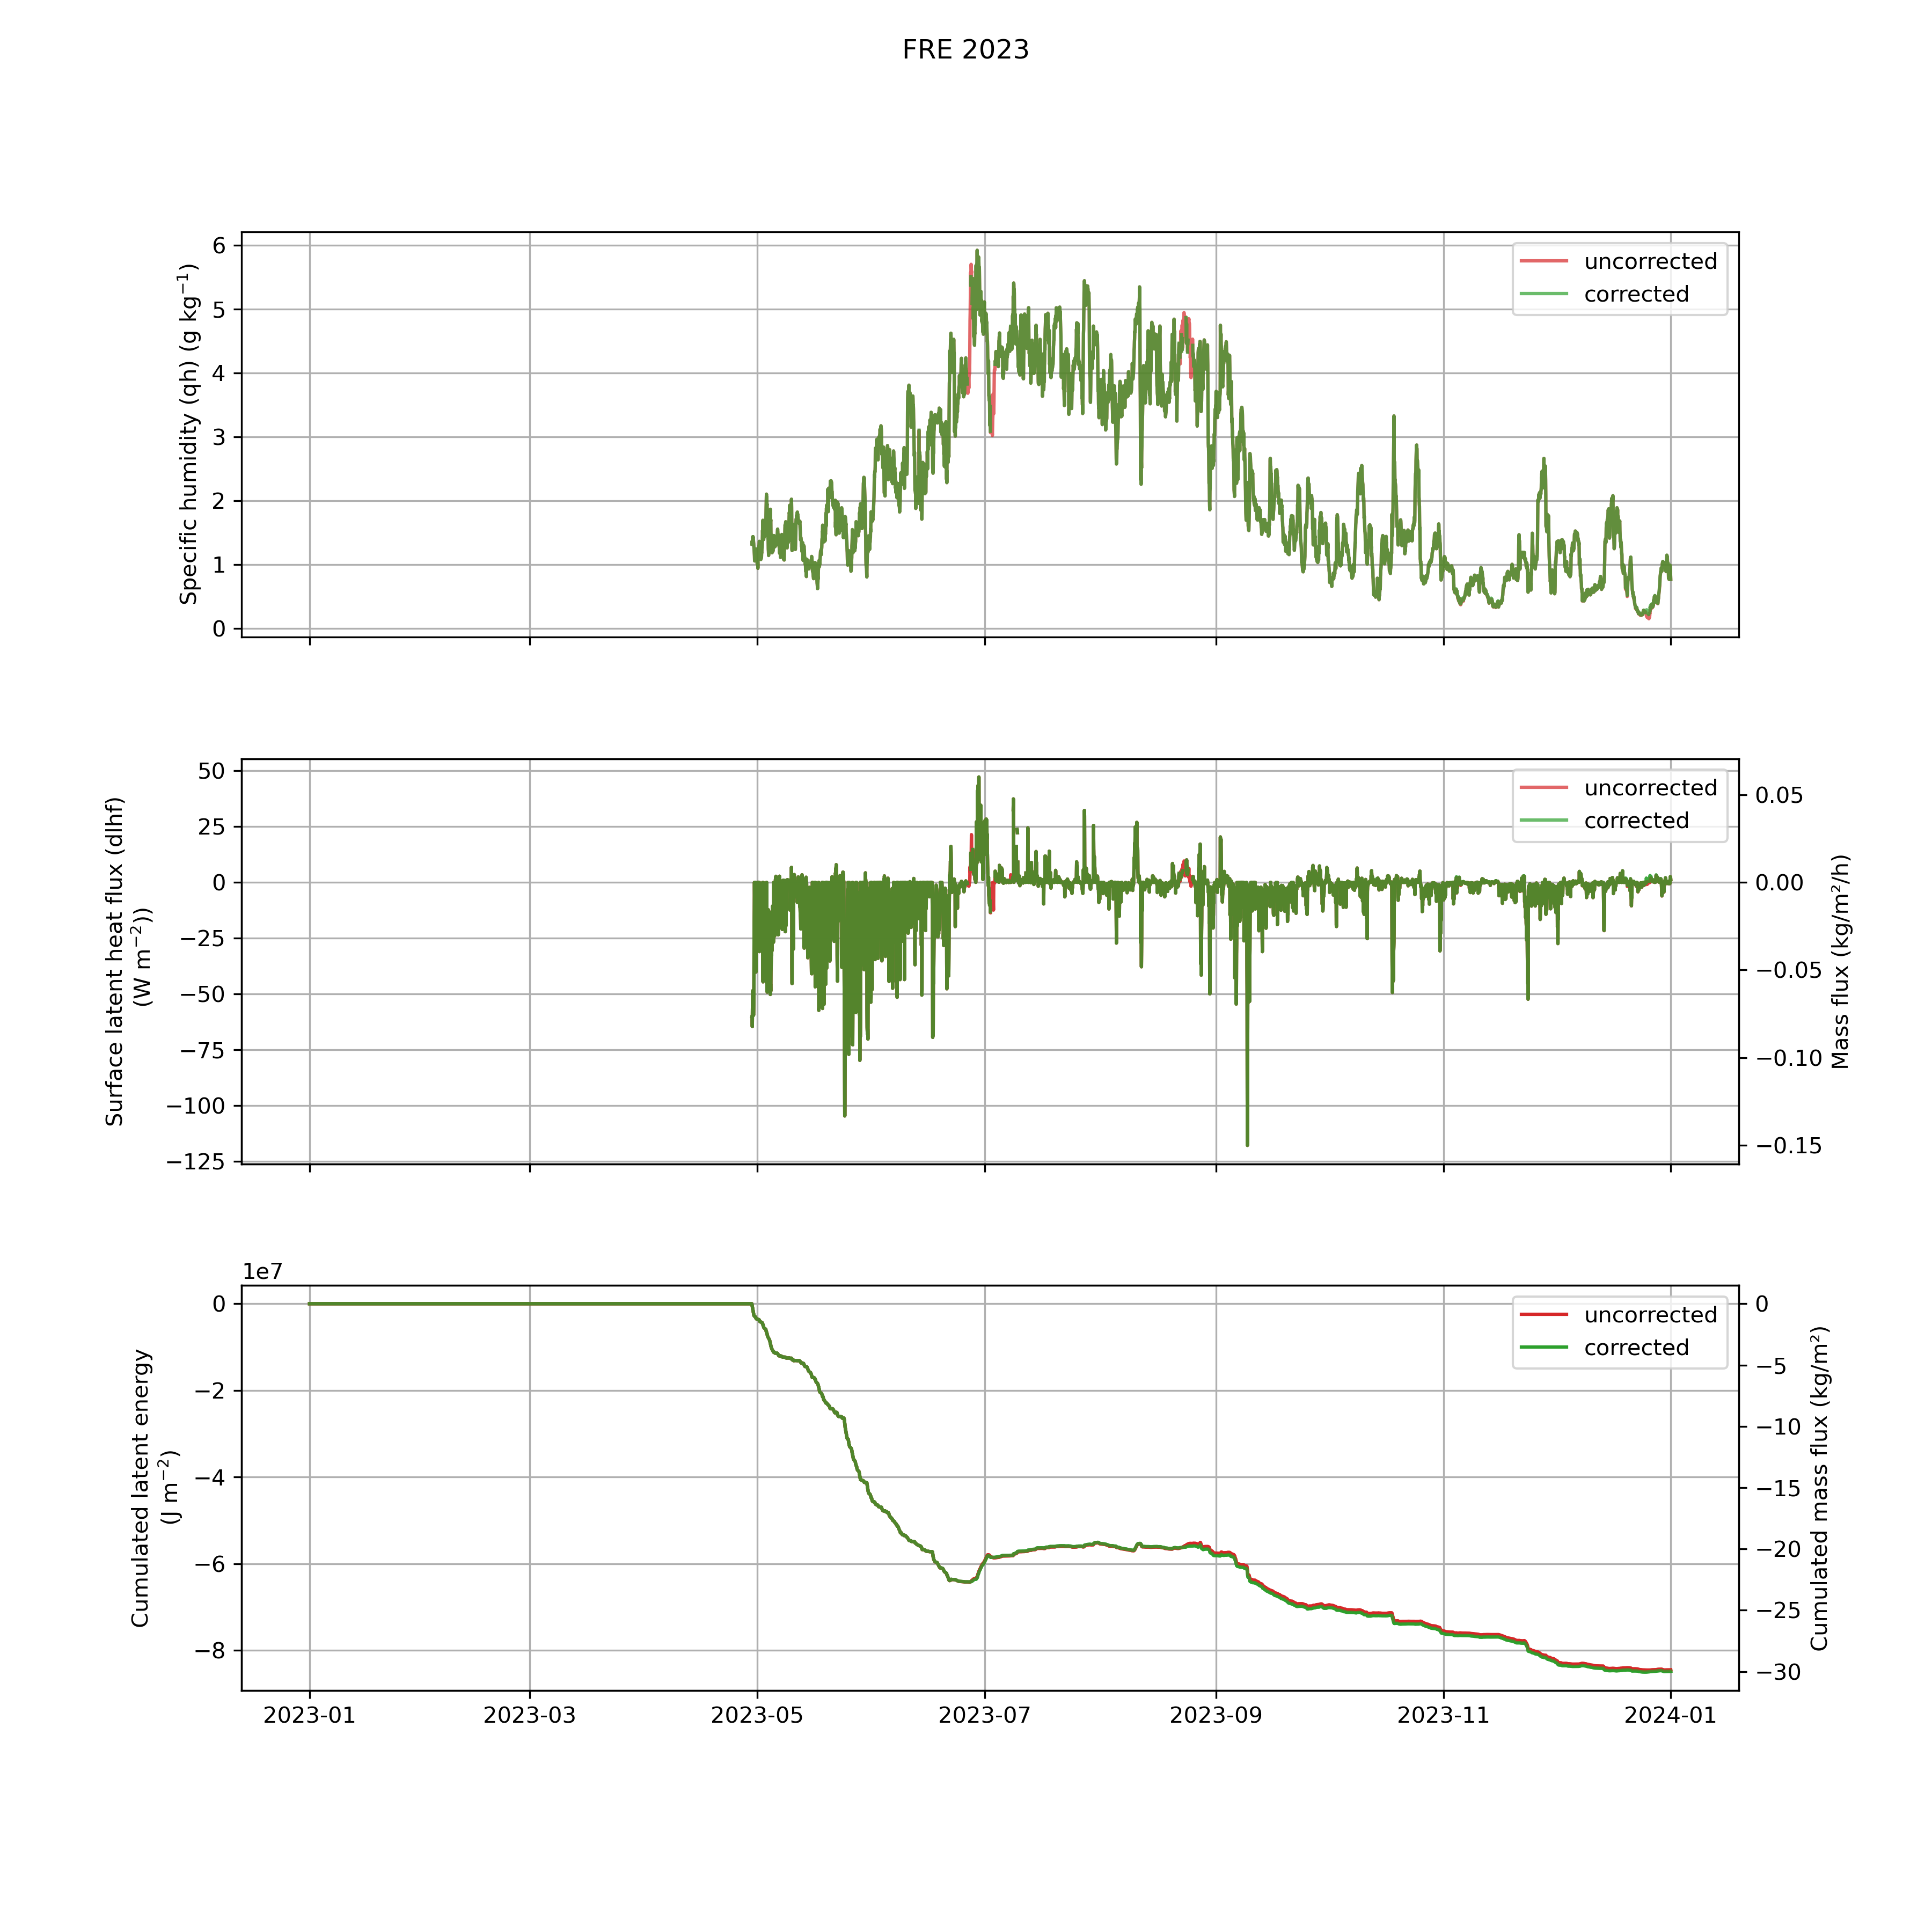 FRE 2023
Specific humidity (qh) (g kg⁻¹)
6
5
4
3
2
1
0
uncorrected
corrected
Surface latent heat flux (dlhf)
(W m⁻²))
50
25
0
−25
−50
−75
−100
−125
uncorrected
corrected
0.05
0.00
−0.05
−0.10
−0.15
Mass flux (kg/m²/h)
1e7
Cumulated latent energy
(J m⁻²)
0
−2
−4
−6
−8
uncorrected
corrected
0
−5
−10
−15
−20
−25
−30
Cumulated mass flux (kg/m²)
2023-01 2023-03 2023-05 2023-07 2023-09 2023-11 2024-01